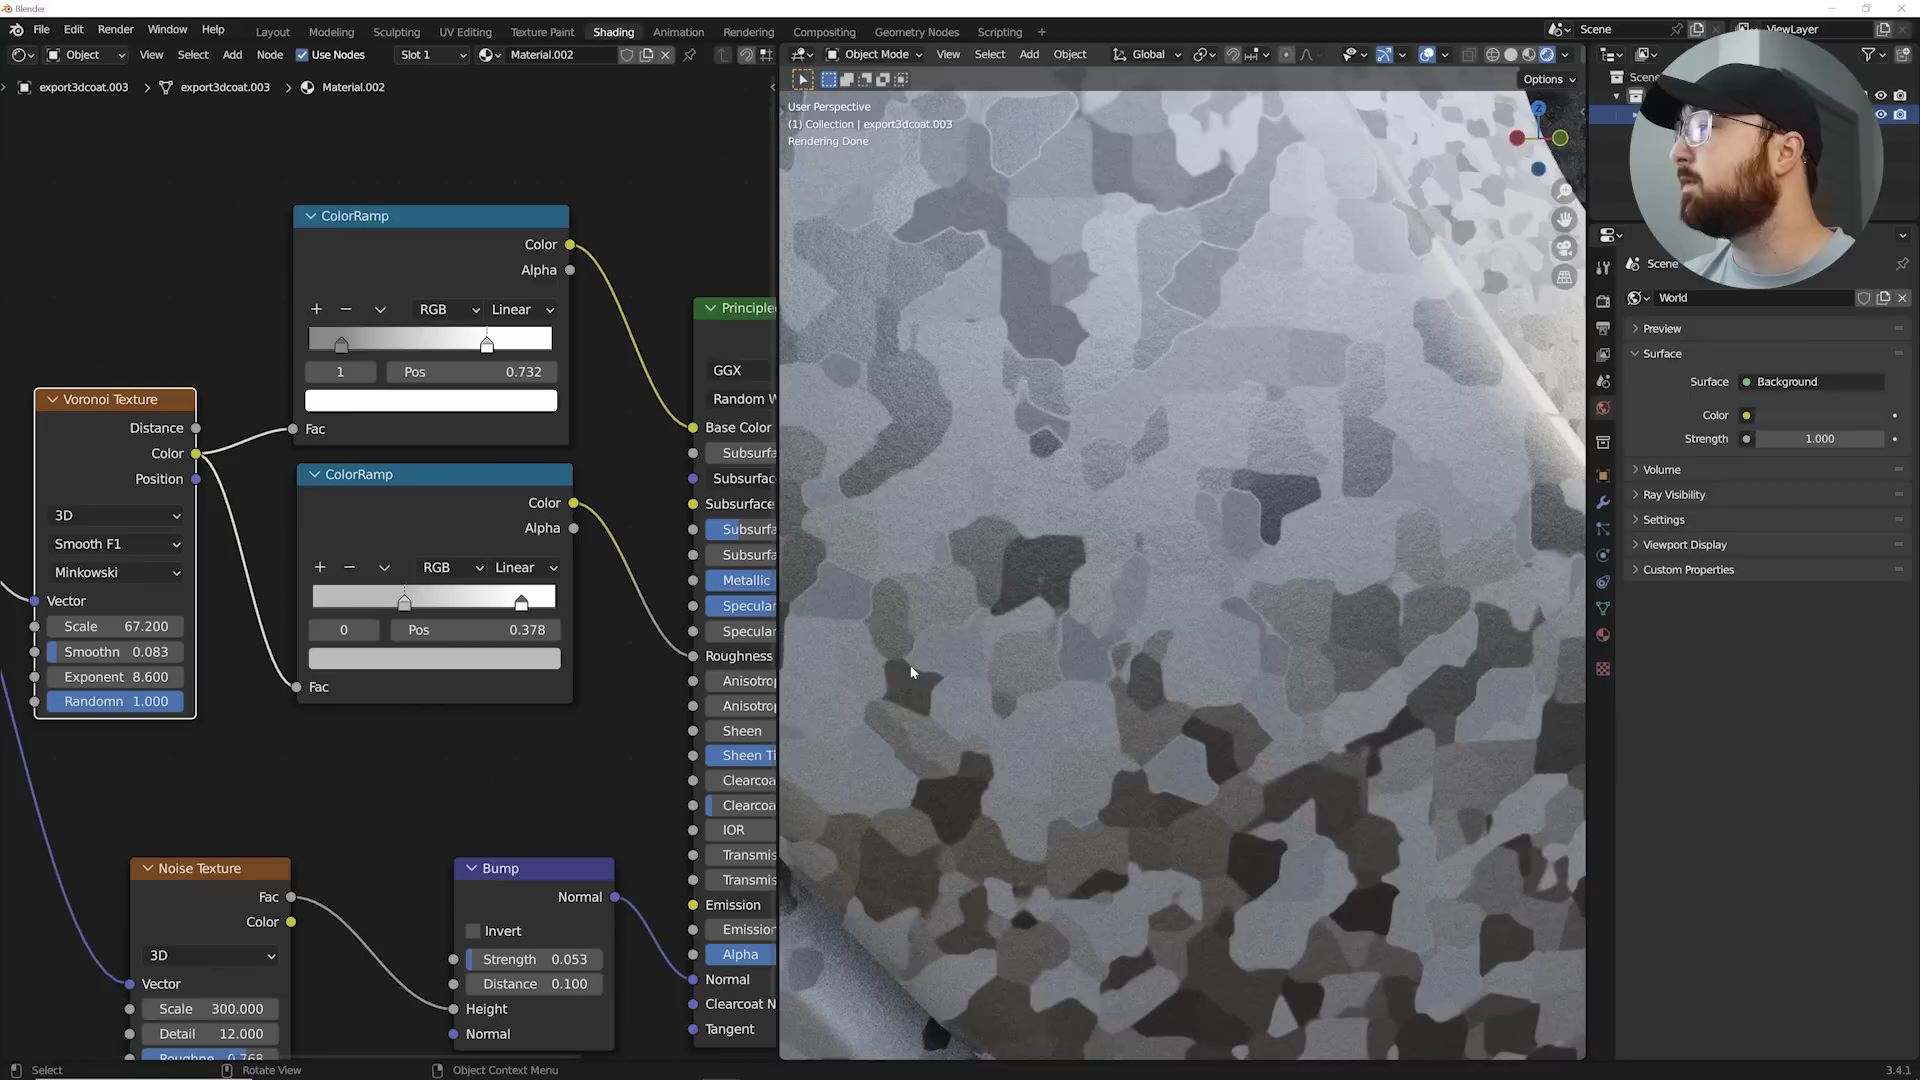 Blender
File Edit Render Window Help Layout Modeling Sculpting UV Editing Texture Paint Shading Animation Rendering Compositing Geometry Nodes Scripting + Scene ViewLayer
Object View Select Add Node Use Nodes Slot 1 Material.002 Object Mode View Select Add Object Global
Options
export3dcoat.003 > export3dcoat.003 > Material.002
User Perspective
(1) Collection | export3dcoat.003
Rendering Done
Z
ColorRamp
Color
Alpha
RGB Linear
1 Pos 0.732
Fac
Voronoi Texture
Distance
Color
Position
3D
Smooth F1
Minkowski
Vector
Scale 67.200
Smoothn 0.083
Exponent 8.600
Randomn 1.000
ColorRamp
Color
Alpha
RGB Linear
0 Pos 0.378
Fac
Noise Texture
Fac
Color
3D
Vector
Scale 300.000
Detail 12.000
Roughne 0.768
Bump
Normal
Invert
Strength 0.053
Distance 0.100
Height
Normal
Principle
GGX
Random W
Base Color
Subsurfa
Subsurfac
Subsurface
Subsurfa
Subsurfa
Metallic
Specular
Specular
Roughness
Anisotrop
Anisotrop
Sheen
Sheen Ti
Clearcoa
Clearcoa
IOR
Transmis
Transmis
Emission
Emission
Alpha
Normal
Clearcoat N
Tangent
Scene
Scene
World
Preview
Surface
Surface Background
Color
Strength 1.000
Volume
Ray Visibility
Settings
Viewport Display
Custom Properties
Select Rotate View Object Context Menu 3.4.1